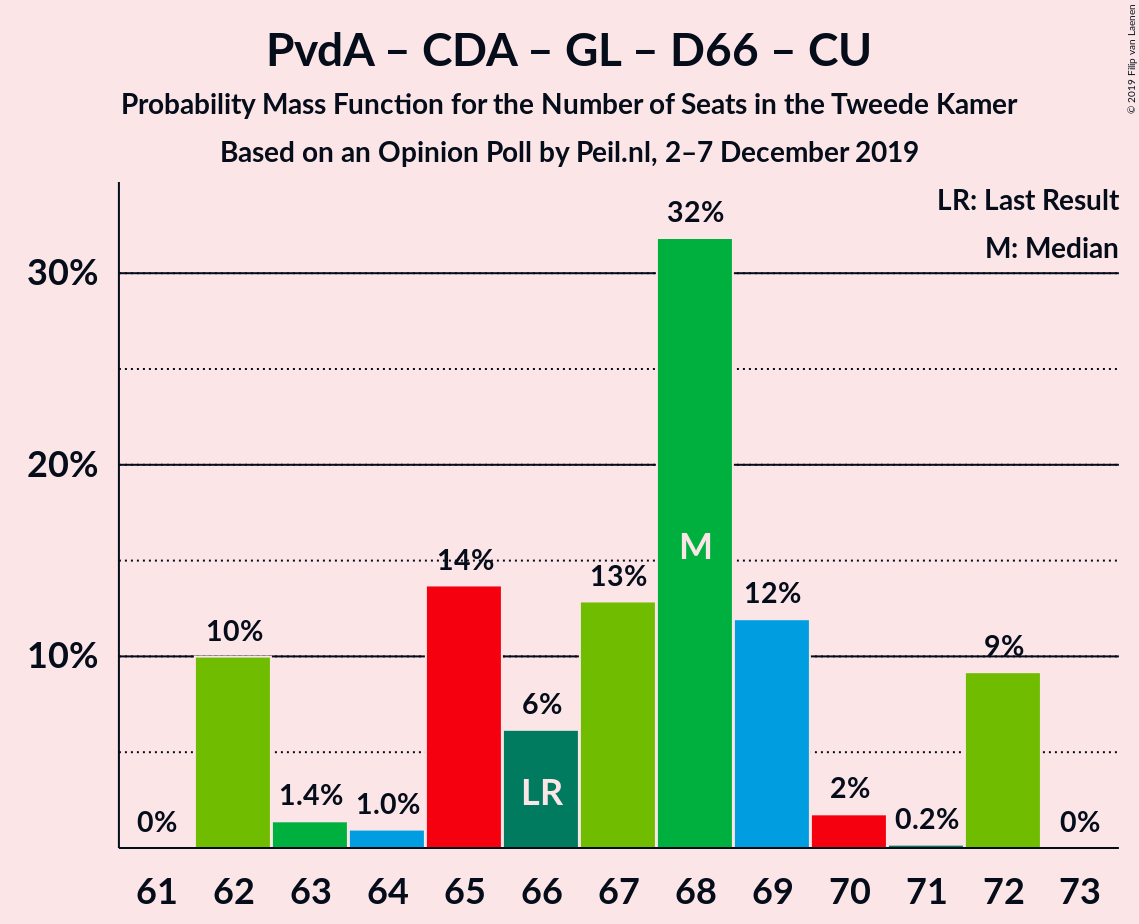 PvdA – CDA – GL – D66 – CU
Probability Mass Function for the Number of Seats in the Tweede Kamer
Based on an Opinion Poll by Peil.nl, 2–7 December 2019
© 2019 Filip van Laenen
LR: Last Result
M: Median
30%
20%
10%
0%
10%
1.4%
1.0%
14%
6%
13%
32%
12%
2%
0.2%
9%
0%
LR
M
61 62 63 64 65 66 67 68 69 70 71 72 73